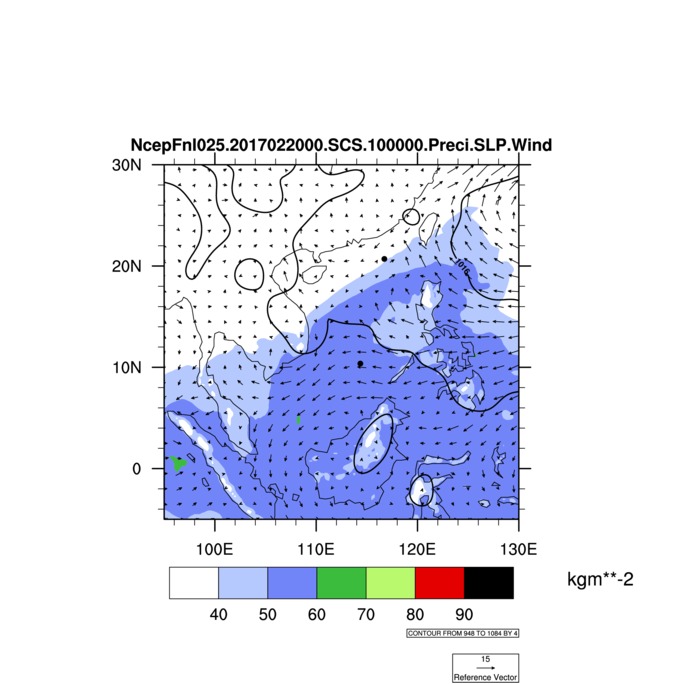 NcepFnl025.2017022000.SCS.100000.Preci.SLP.Wind
30N
20N
10N
0
1016
100E 110E 120E 130E
40 50 60 70 80 90
kgm**-2
CONTOUR FROM 948 TO 1084 BY 4
15
Reference Vector